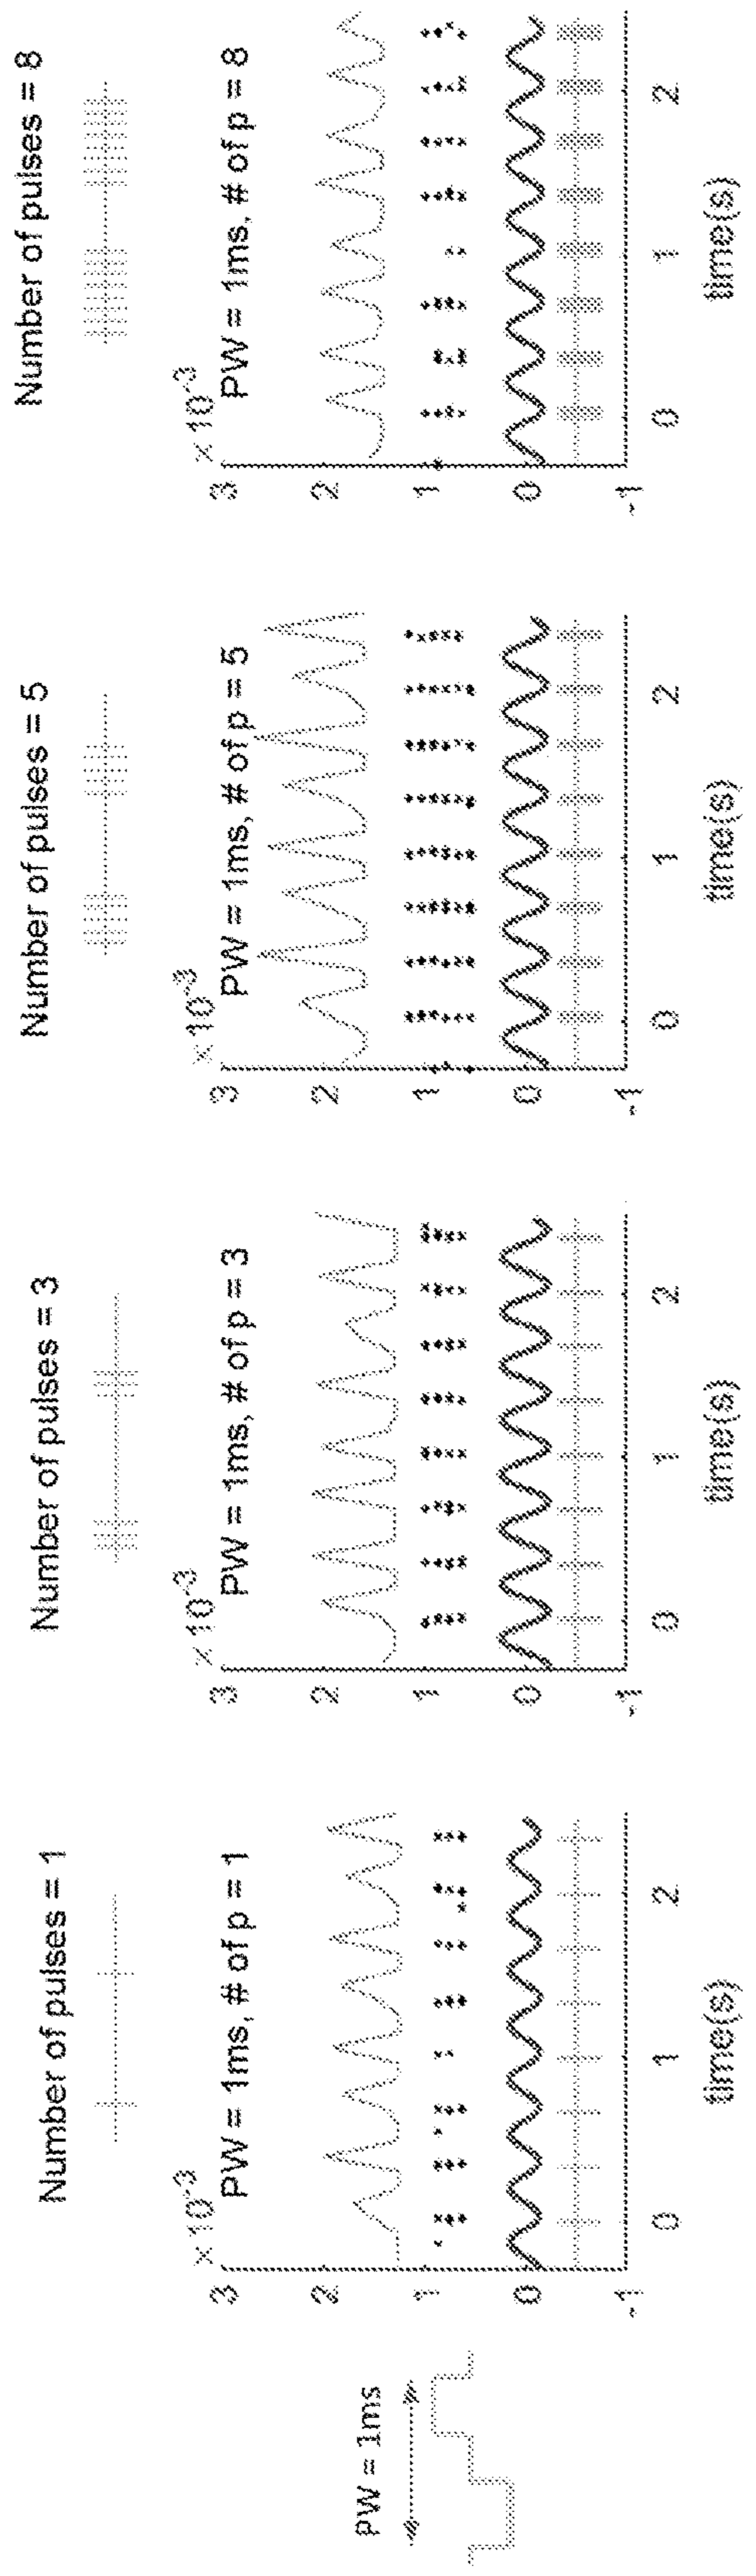 PW = 1ms
Number of pulses = 1
×10-3
PW = 1ms, # of p = 1
3
2
1
0
-1
0
1
2
time(s)
Number of pulses = 3
×10-3
PW = 1ms, # of p = 3
3
2
1
0
-1
0
1
2
time(s)
Number of pulses = 5
×10-3
PW = 1ms, # of p = 5
3
2
1
0
-1
0
1
2
time(s)
Number of pulses = 8
×10-3
PW = 1ms, # of p = 8
3
2
1
0
-1
0
1
2
time(s)